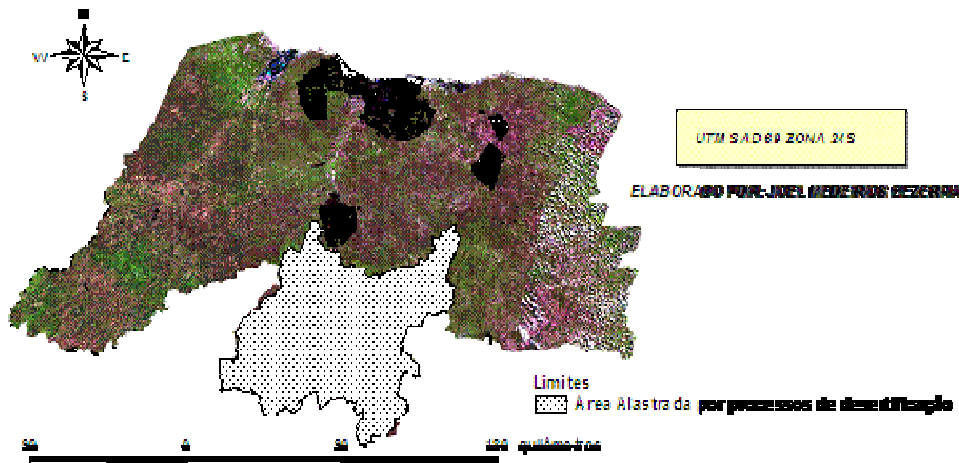 W E
S
UTM SAD 69 ZONA 24S
ELABORADO POR: JOEL MEDEIROS BEZERRA
Limites
Area Alastrada por processos de desertificação
50 0 50 100 quilômetros